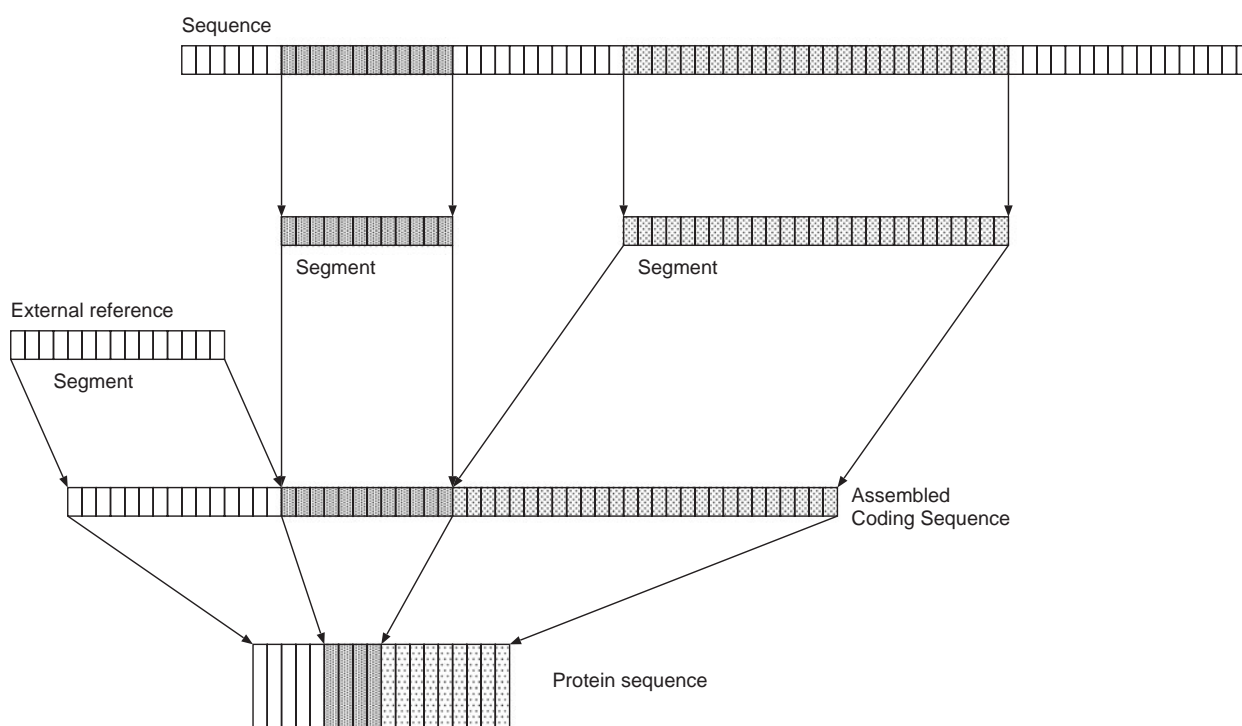 Sequence
Segment
Segment
External reference
Segment
Assembled
Coding Sequence
Protein sequence